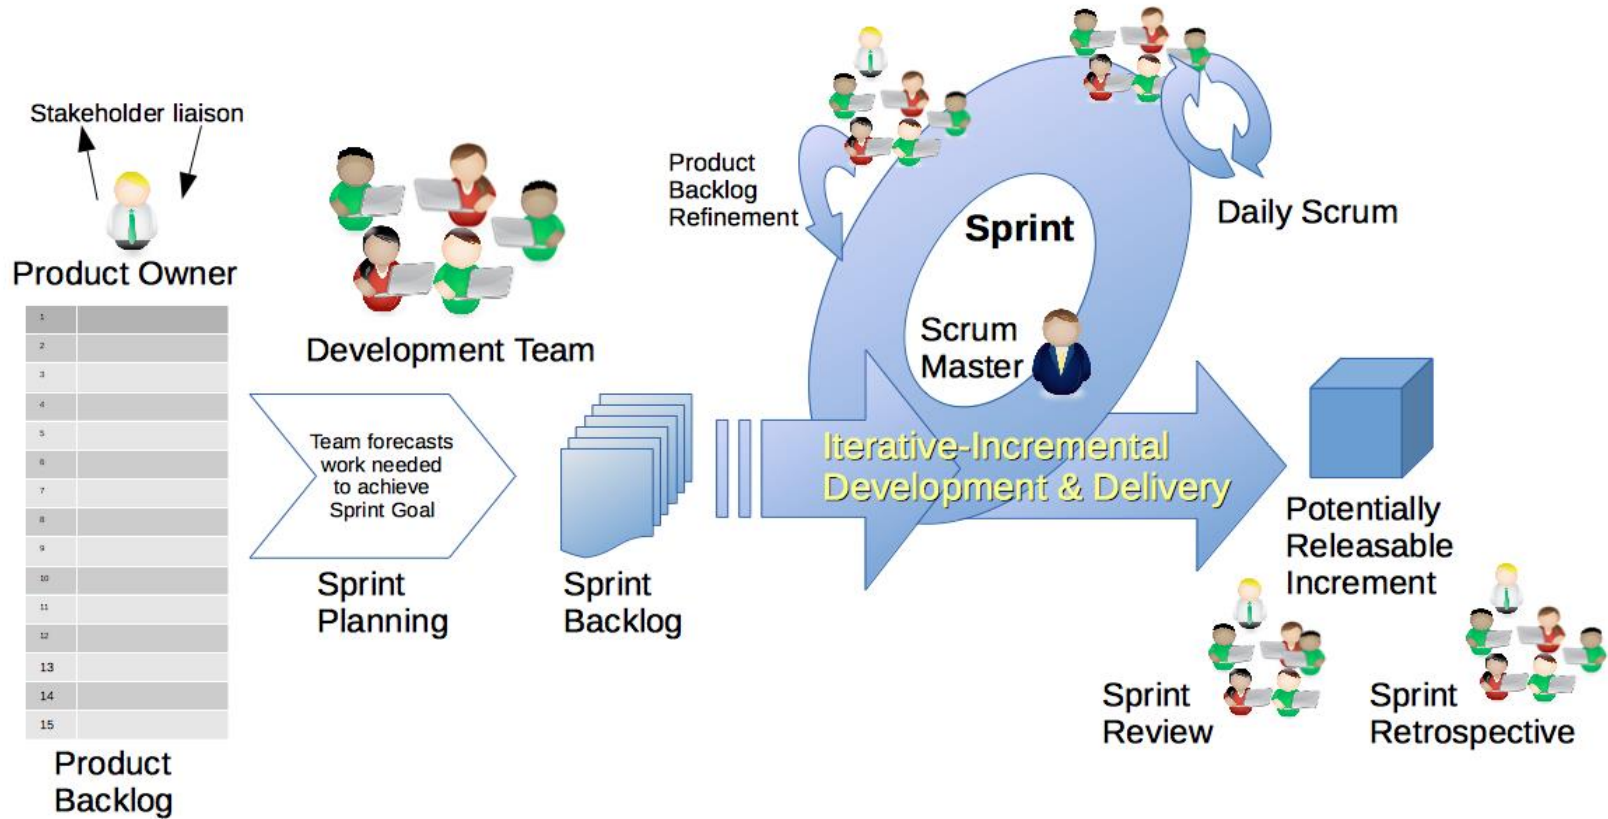 Stakeholder liaison
Product Owner
1
2
3
4
5
6
7
8
9
10
11
12
13
14
15
Product
Backlog
Development Team
Team forecasts
work needed
to achieve
Sprint Goal
Sprint
Planning
Sprint
Backlog
Product
Backlog
Refinement
Sprint
Scrum
Master
Daily Scrum
Iterative-Incremental
Development & Delivery
Potentially
Releasable
Increment
Sprint
Review
Sprint
Retrospective